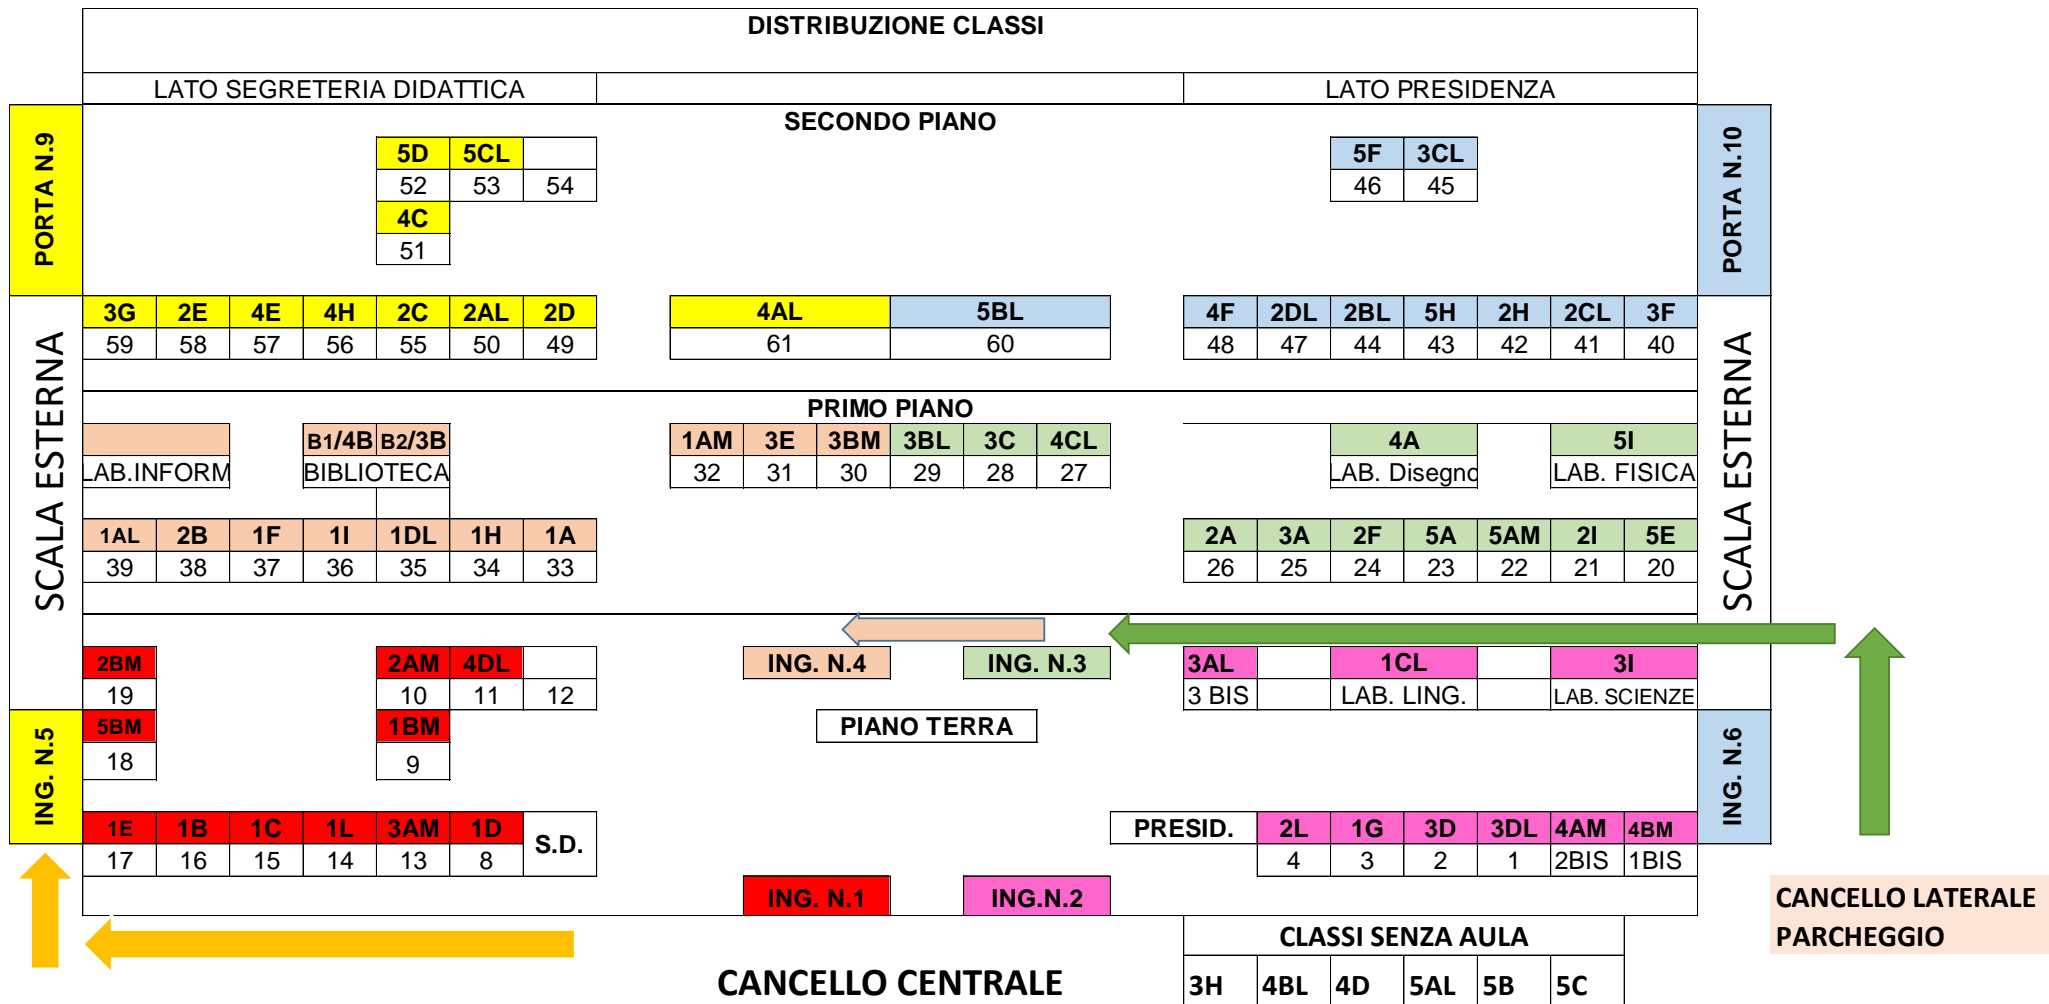 DISTRIBUZIONE CLASSI
LATO SEGRETERIA DIDATTICA LATO PRESIDENZA
SECONDO PIANO
PORTA N.9
PORTA N.10
5D 5CL 5F 3CL
52 53 54 46 45
4C
51
3G 2E 4E 4H 2C 2AL 2D 4AL 5BL 4F 2DL 2BL 5H 2H 2CL 3F
59 58 57 56 55 50 49 61 60 48 47 44 43 42 41 40
SCALA ESTERNA
SCALA ESTERNA
PRIMO PIANO
B1/4B B2/3B 1AM 3E 3BM 3BL 3C 4CL 4A 5I
LAB.INFORM BIBLIOTECA 32 31 30 29 28 27 LAB. Disegno LAB. FISICA
1AL 2B 1F 1I 1DL 1H 1A 2A 3A 2F 5A 5AM 2I 5E
39 38 37 36 35 34 33 26 25 24 23 22 21 20
2BM 2AM 4DL ING. N.4 ING. N.3 3AL 1CL 3I
19 10 11 12 3 BIS LAB. LING. LAB. SCIENZE
5BM 1BM PIANO TERRA
18 9
ING. N.5
ING. N.6
1E 1B 1C 1L 3AM 1D S.D. PRESID. 2L 1G 3D 3DL 4AM 4BM
17 16 15 14 13 8 4 3 2 1 2BIS 1BIS
ING. N.1 ING.N.2
CANCELLO LATERALE
PARCHEGGIO
CLASSI SENZA AULA
CANCELLO CENTRALE
3H 4BL 4D 5AL 5B 5C